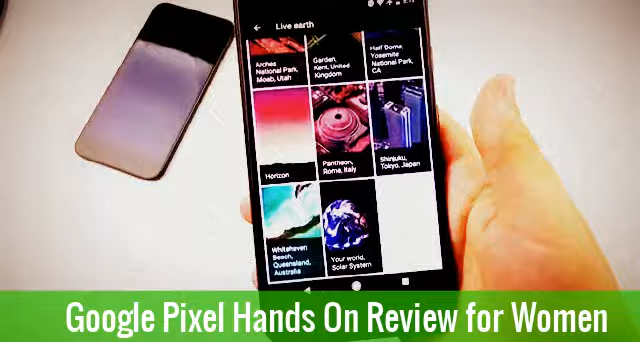 Live earth
Arches
National Park,
Moab, Utah
Garden,
Kent, United
Kingdom
Half Dome,
Yosemite
National Park,
CA
Horizon
Pantheon,
Rome, Italy
Shinjuku,
Tokyo, Japan
Whitehaven
Beach,
Queensland,
Australia
Your world,
Solar System
Google Pixel Hands On Review for Women